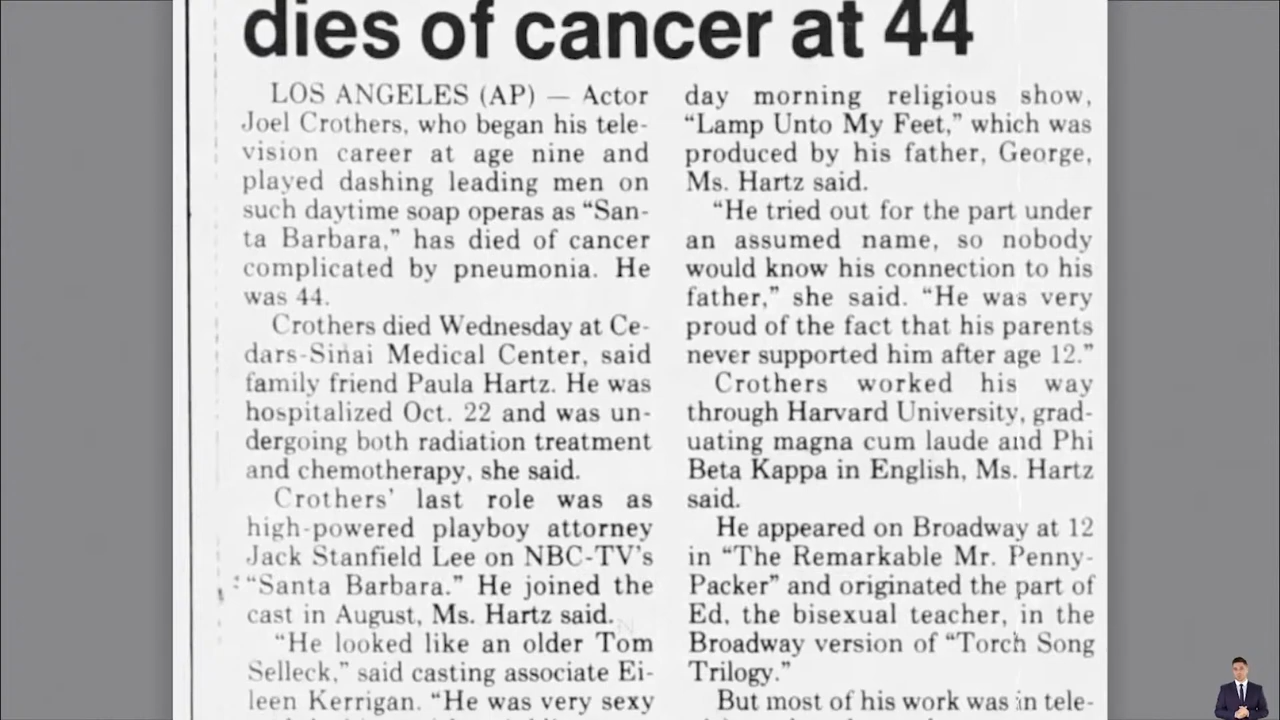 dies of cancer at 44
LOS ANGELES (AP) — Actor
Joel Crothers, who began his tele-
vision career at age nine and
played dashing leading men on
such daytime soap operas as “San-
ta Barbara,” has died of cancer
complicated by pneumonia. He
was 44.
Crothers died Wednesday at Ce-
dars-Sinai Medical Center, said
family friend Paula Hartz. He was
hospitalized Oct. 22 and was un-
dergoing both radiation treatment
and chemotherapy, she said.
Crothers’ last role was as
high-powered playboy attorney
Jack Stanfield Lee on NBC-TV’s
“Santa Barbara.” He joined the
cast in August, Ms. Hartz said.
“He looked like an older Tom
Selleck,” said casting associate Ei-
leen Kerrigan. “He was very sexy
day morning religious show,
“Lamp Unto My Feet,” which was
produced by his father, George,
Ms. Hartz said.
“He tried out for the part under
an assumed name, so nobody
would know his connection to his
father,” she said. “He was very
proud of the fact that his parents
never supported him after age 12.”
Crothers worked his way
through Harvard University, grad-
uating magna cum laude and Phi
Beta Kappa in English, Ms. Hartz
said.
He appeared on Broadway at 12
in “The Remarkable Mr. Penny-
Packer” and originated the part of
Ed, the bisexual teacher, in the
Broadway version of “Torch Song
Trilogy.”
But most of his work was in tele-